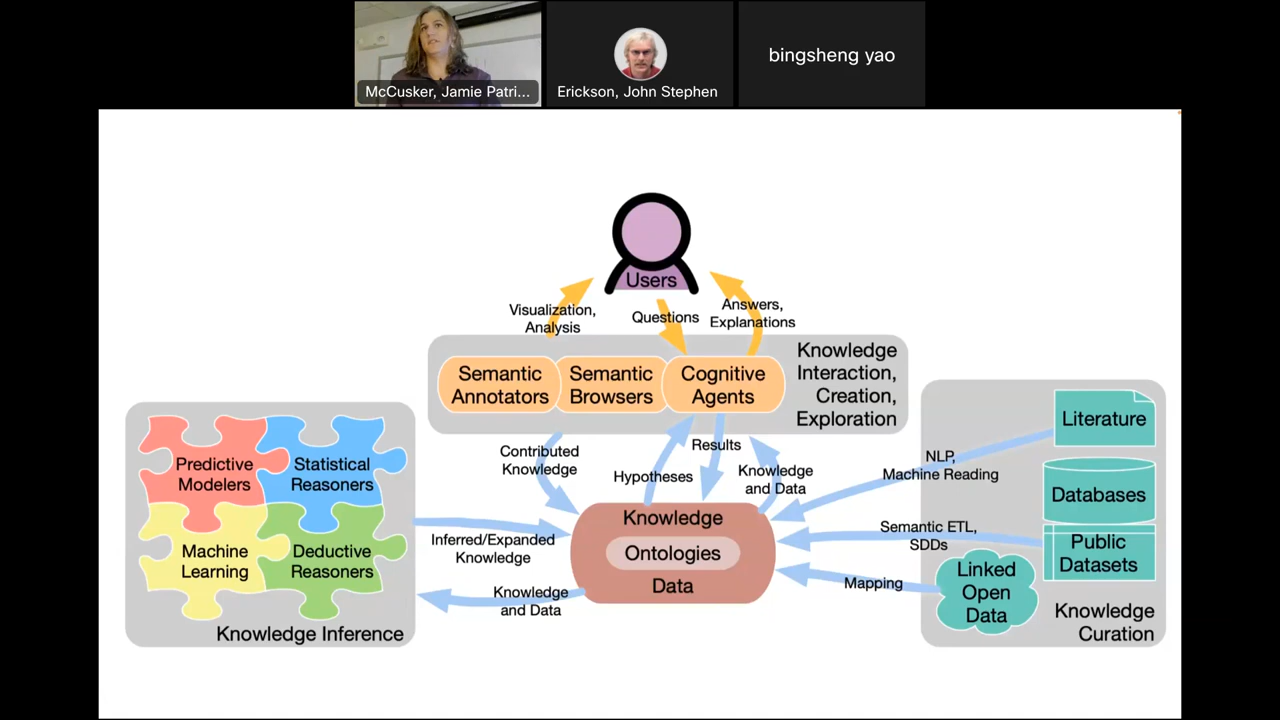 McCusker, Jamie Patri...
Erickson, John Stephen
bingsheng yao
Users
Visualization,
Analysis
Questions
Answers,
Explanations
Semantic
Annotators
Semantic
Browsers
Cognitive
Agents
Knowledge
Interaction,
Creation,
Exploration
Contributed
Knowledge
Hypotheses
Results
Knowledge
and Data
Predictive
Modelers
Statistical
Reasoners
Machine
Learning
Deductive
Reasoners
Knowledge Inference
Inferred/Expanded
Knowledge
Knowledge
and Data
Knowledge
Ontologies
Data
NLP,
Machine Reading
Semantic ETL,
SDDs
Mapping
Literature
Databases
Public
Datasets
Linked
Open
Data
Knowledge
Curation